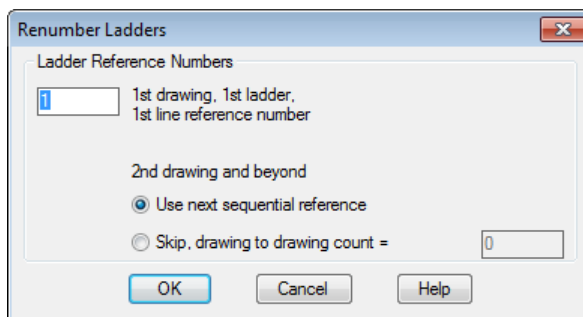 Renumber Ladders
Ladder Reference Numbers
1
1st drawing, 1st ladder,
1st line reference number
2nd drawing and beyond
Use next sequential reference
Skip, drawing to drawing count =
0
OK
Cancel
Help